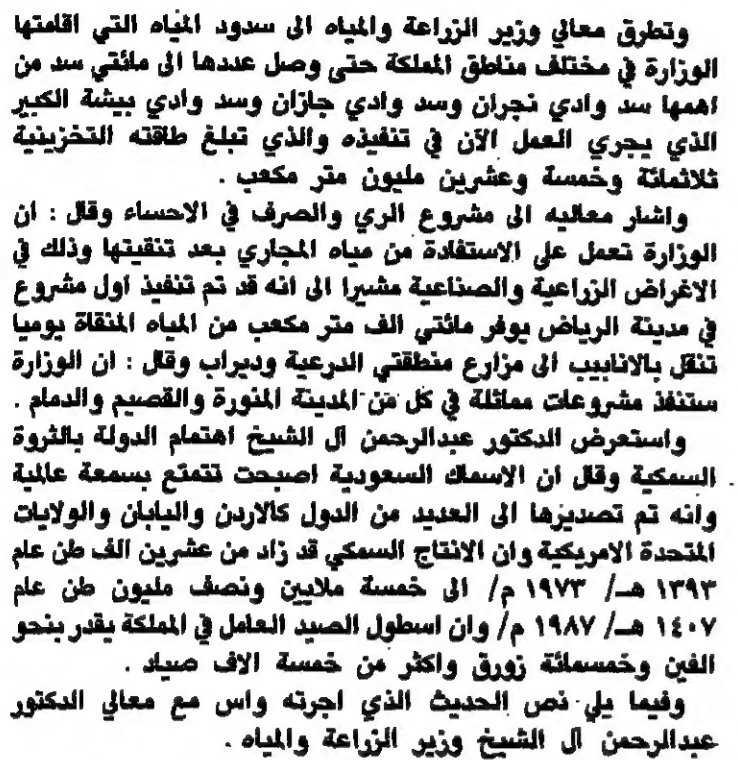 وتطرق معالي وزير الزراعة والمياه الى سدود المياه التي اقامتها
الوزارة في مختلف مناطق المملكة حتى وصل عددها الى مائتي سد من
اهمها سد وادي نجران وسد وادي جازان وسد وادي بيشة الكبير
الذي يجري العمل الآن في تنفيذه والذي تبلغ طاقته التخزينية
ثلاثمائة وخمسة وعشرين مليون متر مكعب .
واشار معاليه الى مشروع الري والصرف في الاحساء وقال : ان
الوزارة تعمل على الاستفادة من مياه المجاري بعد تنقيتها وذلك في
الاغراض الزراعية والصناعية مشيرا الى انه قد تم تنفيذ اول مشروع
في مدينة الرياض يوفر مائتي الف متر مكعب من المياه المنقاة يوميا
تنقل بالانابيب الى مزارع منطقتي الدرعية وديراب وقال : ان الوزارة
ستنفذ مشروعات مماثلة في كل من المدينة المنورة والقصيم والدمام .
واستعرض الدكتور عبدالرحمن آل الشيخ اهتمام الدولة بالثروة
السمكية وقال ان الاسماك السعودية اصبحت تتمتع بسمعة عالمية
وانه تم تصديرها الى العديد من الدول كالاردن واليابان والولايات
المتحدة الامريكية وان الانتاج السمكي قد زاد من عشرين الف طن عام
١٣٩٣ هـ/ ١٩٧٣ م/ الى خمسة ملايين ونصف مليون طن عام
١٤٠٧ هـ/ ١٩٨٧ م/ وان اسطول الصيد العامل في المملكة يقدر بنحو
الفين وخمسمائة زورق واكثر من خمسة الاف صياد .
وفيما يلي نص الحديث الذي اجرته واس مع معالي الدكتور
عبدالرحمن آل الشيخ وزير الزراعة والمياه .